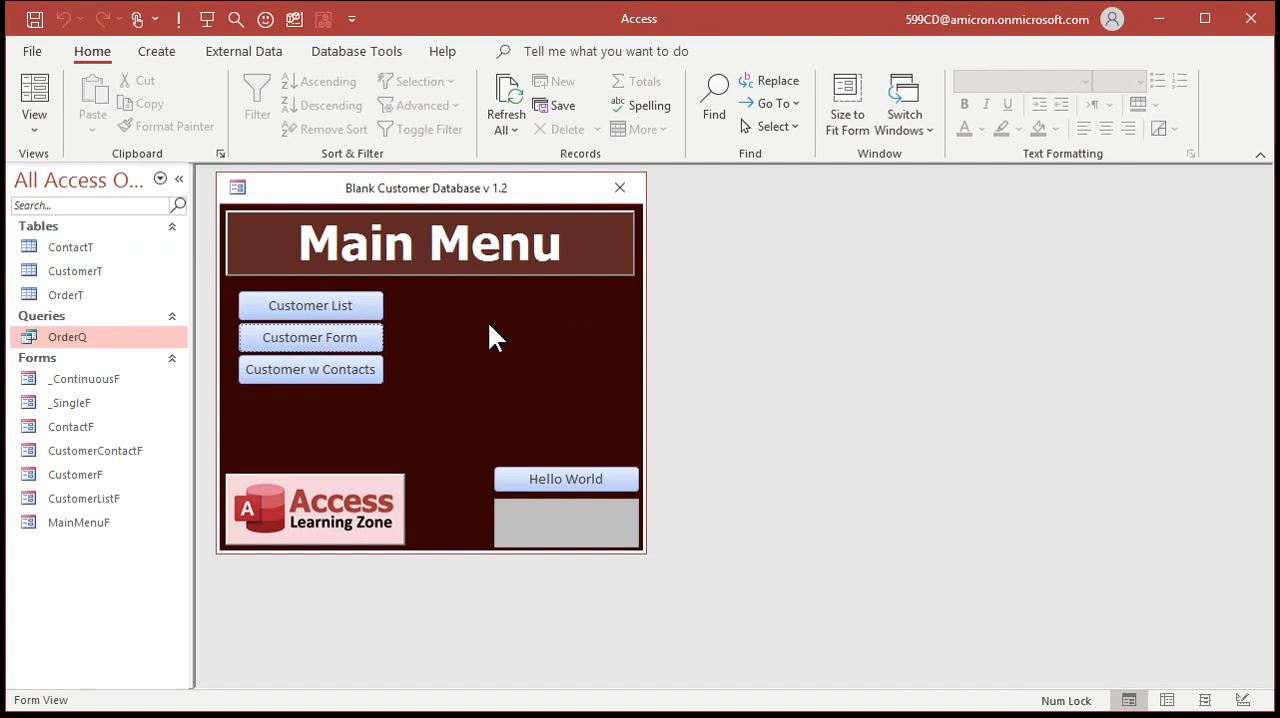 Access
599CD@amicron.onmicrosoft.com
File Home Create External Data Database Tools Help Tell me what you want to do
View
Views
Paste
Cut
Copy
Format Painter
Clipboard
Filter
Ascending
Descending
Remove Sort
Selection
Advanced
Toggle Filter
Sort & Filter
Refresh
All
New
Save
Delete
Totals
Spelling
More
Records
Find
Replace
Go To
Select
Find
Size to
Fit Form
Switch
Windows
Window
B I U
A
Text Formatting
All Access O...
Search...
Tables
ContactT
CustomerT
OrderT
Queries
OrderQ
Forms
_ContinuousF
_SingleF
ContactF
CustomerContactF
CustomerF
CustomerListF
MainMenuF
Blank Customer Database v 1.2
Main Menu
Customer List
Customer Form
Customer w Contacts
Hello World
A Access
Learning Zone
Form View
Num Lock